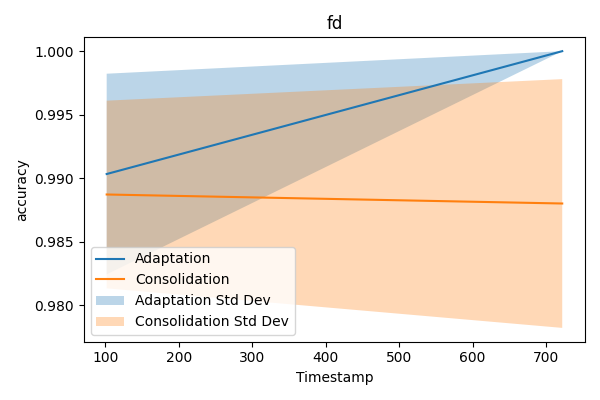 fd
accuracy
1.000
0.995
0.990
0.985
0.980
Adaptation
Consolidation
Adaptation Std Dev
Consolidation Std Dev
100 200 300 400 500 600 700
Timestamp